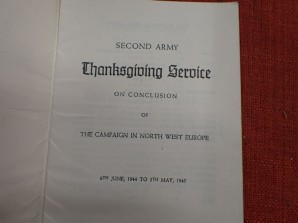 SECOND ARMY
Thanksgiving Service
ON CONCLUSION
OF
THE CAMPAIGN IN NORTH WEST EUROPE
6TH JUNE, 1944 TO 5TH MAY, 1945